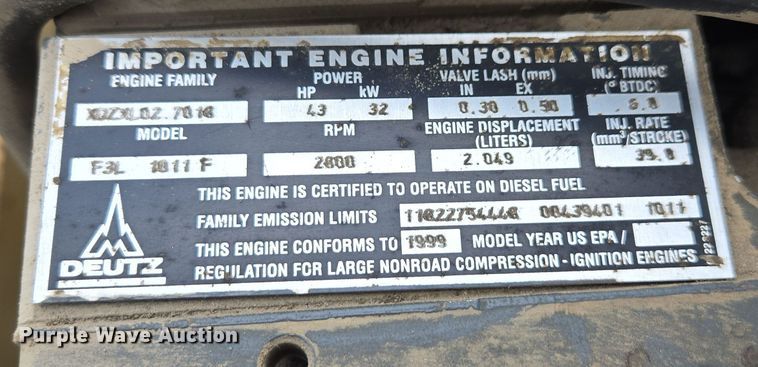 IMPORTANT ENGINE INFORMATION
ENGINE FAMILY POWER VALVE LASH (mm) INJ. TIMING
HP kW IN EX (° BTDC)
43 32 0.30 0.50
MODEL RPM ENGINE DISPLACEMENT INJ. RATE
(LITERS) (mm³/STROKE)
F3L 1011 F 2800 2.049
THIS ENGINE IS CERTIFIED TO OPERATE ON DIESEL FUEL
FAMILY EMISSION LIMITS 00439401 1011
THIS ENGINE CONFORMS TO 1999 MODEL YEAR US EPA /
REGULATION FOR LARGE NONROAD COMPRESSION - IGNITION ENGINES
DEUTZ
Purple Wave Auction